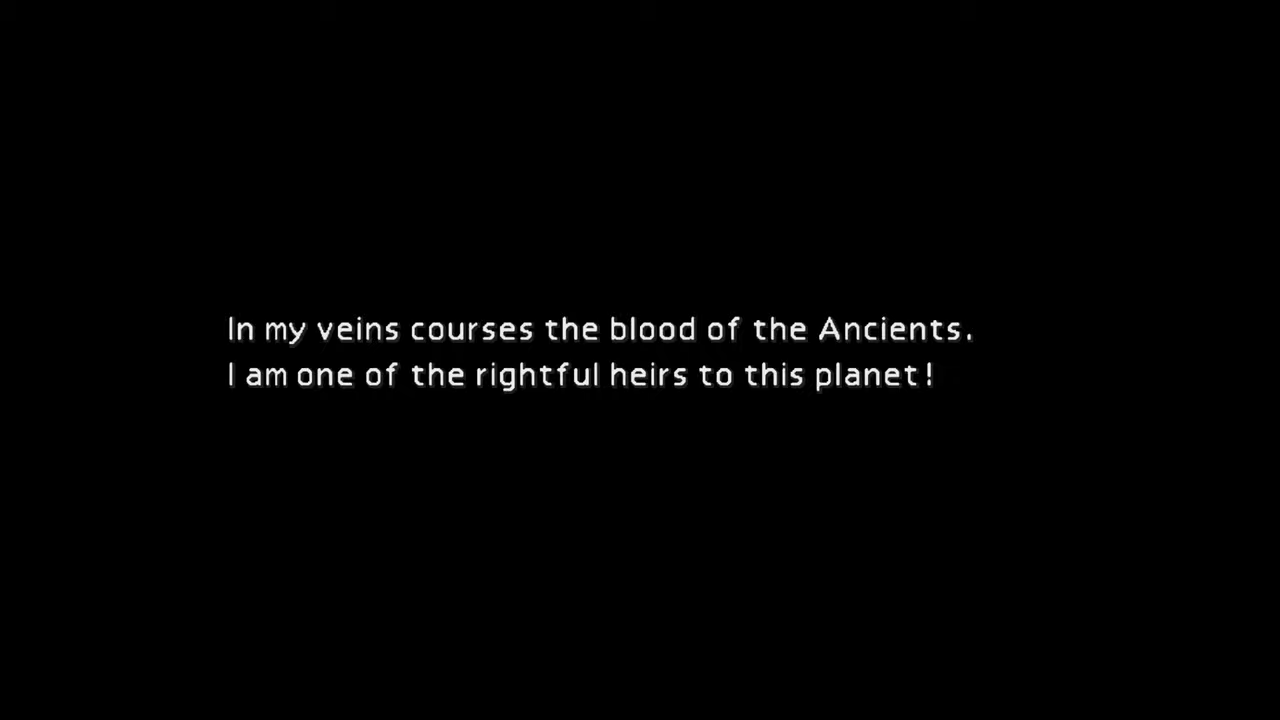 In my veins courses the blood of the Ancients.
I am one of the rightful heirs to this planet!